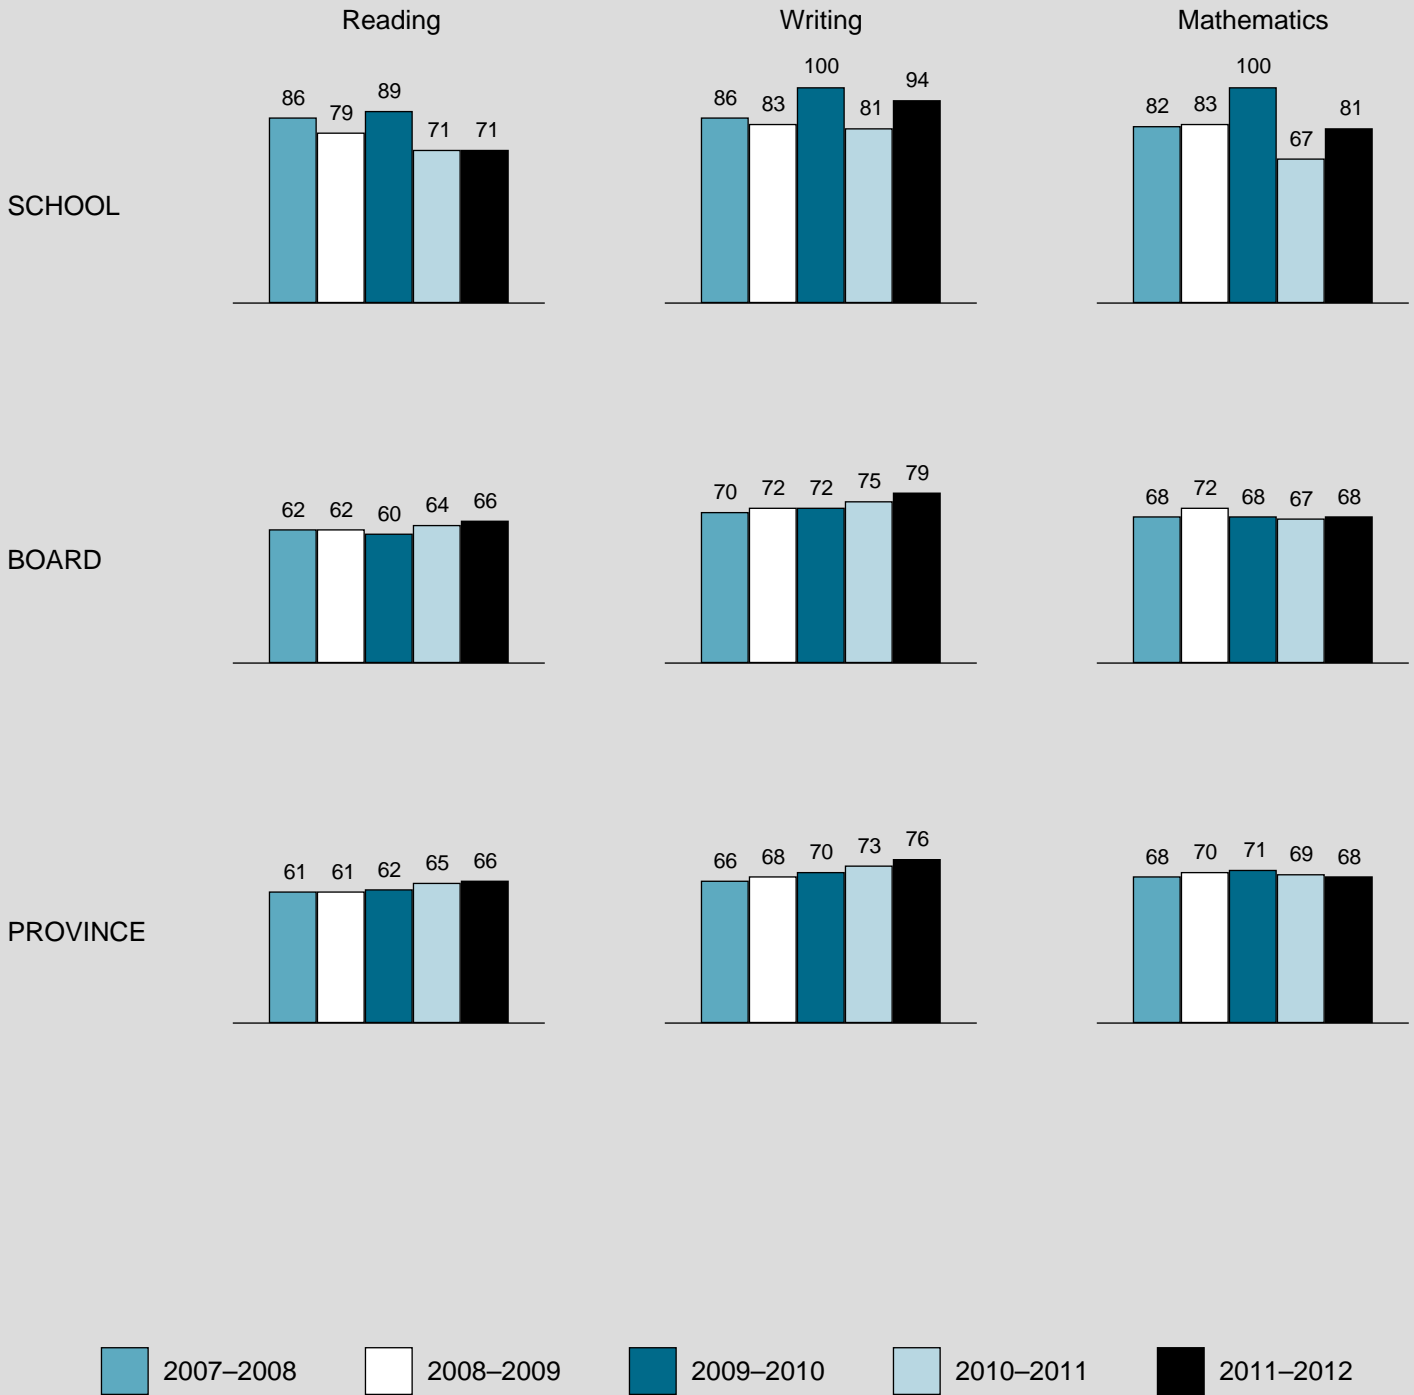 Reading Writing Mathematics
SCHOOL
86 79 89 71 71
86 83 100 81 94
82 83 100 67 81
BOARD
62 62 60 64 66
70 72 72 75 79
68 72 68 67 68
PROVINCE
61 61 62 65 66
66 68 70 73 76
68 70 71 69 68
2007–2008 2008–2009 2009–2010 2010–2011 2011–2012